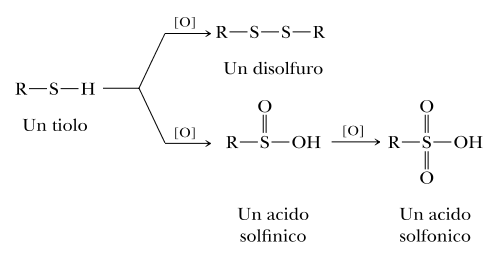 [O]
R—S—S—R
Un disolfuro
R—S—H
Un tiolo
[O]
O
R—S—OH
Un acido
solfinico
[O]
O
R—S—OH
O
Un acido
solfonico